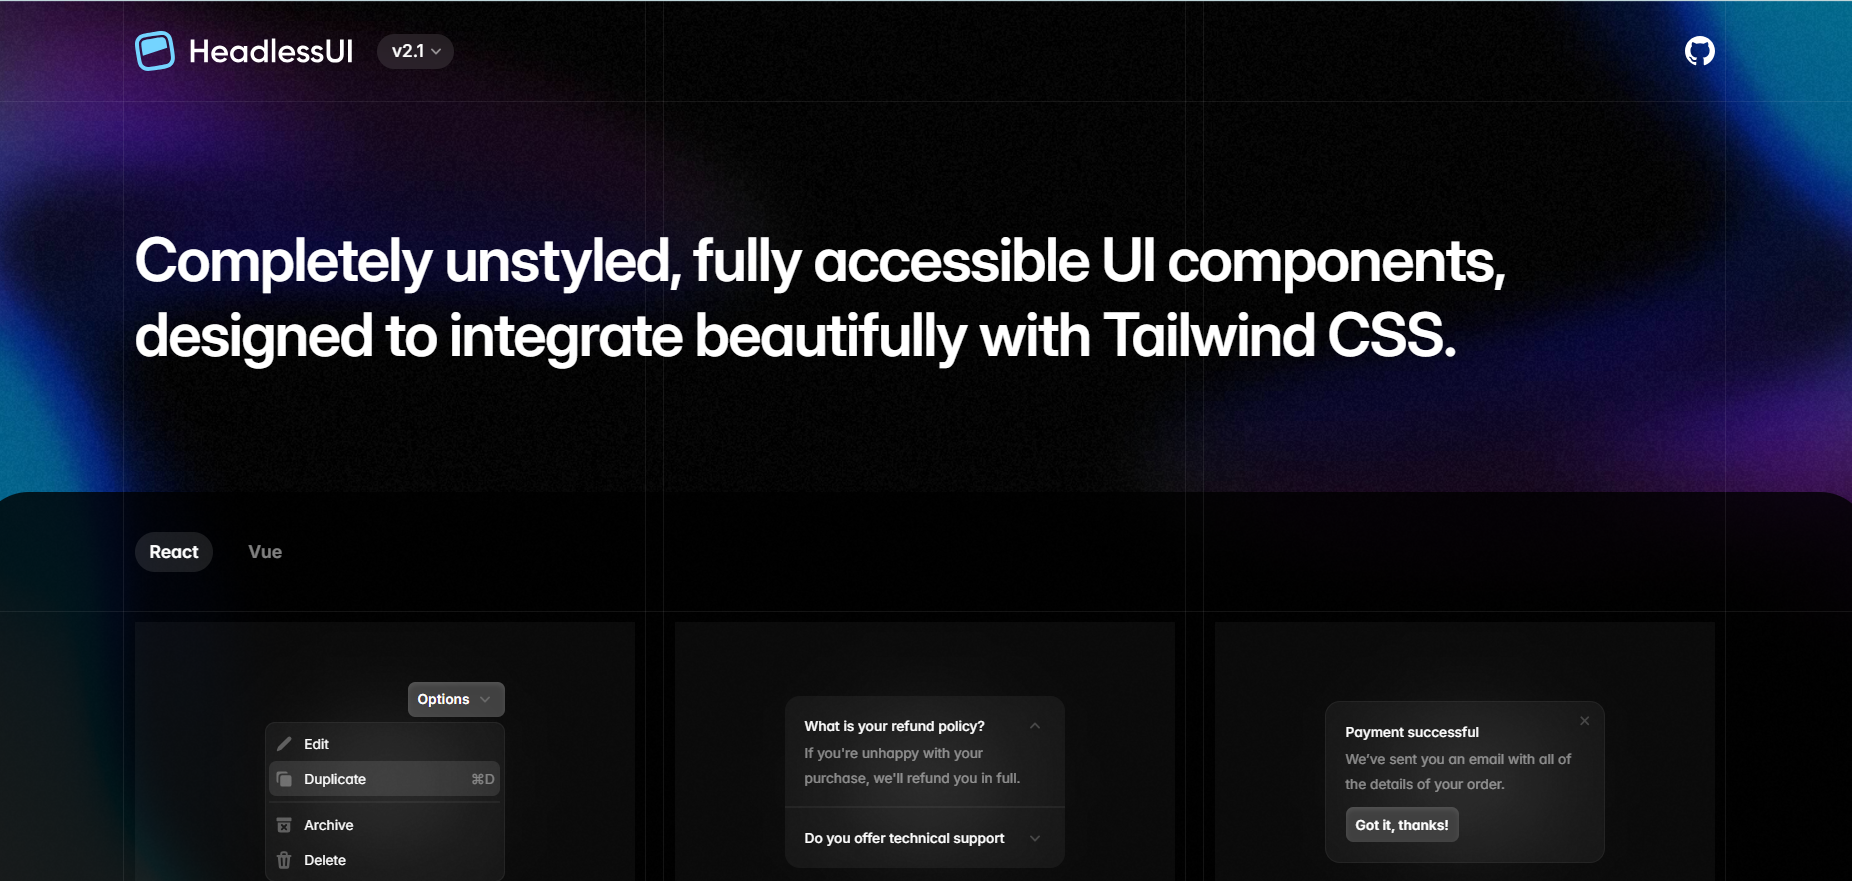 HeadlessUI
v2.1
Completely unstyled, fully accessible UI components,
designed to integrate beautifully with Tailwind CSS.
React
Vue
Options
Edit
Duplicate ⌘D
Archive
Delete
What is your refund policy?
If you're unhappy with your
purchase, we'll refund you in full.
Do you offer technical support
Payment successful
We’ve sent you an email with all of
the details of your order.
Got it, thanks!